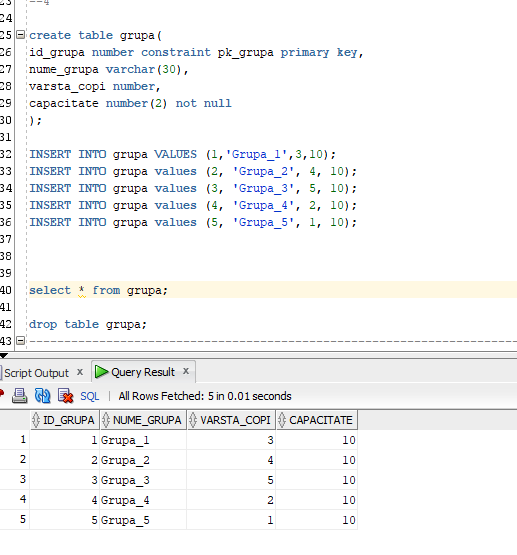 23 --4
24
25 create table grupa(
26 id_grupa number constraint pk_grupa primary key,
27 nume_grupa varchar(30),
28 varsta_copi number,
29 capacitate number(2) not null
30 );
31
32 INSERT INTO grupa VALUES (1,'Grupa_1',3,10);
33 INSERT INTO grupa values (2, 'Grupa_2', 4, 10);
34 INSERT INTO grupa values (3, 'Grupa_3', 5, 10);
35 INSERT INTO grupa values (4, 'Grupa_4', 2, 10);
36 INSERT INTO grupa values (5, 'Grupa_5', 1, 10);
37
38
39
40 select * from grupa;
41
42 drop table grupa;
43 --------------------------------------------------------------------
Script Output x Query Result x
SQL | All Rows Fetched: 5 in 0.01 seconds
ID_GRUPA NUME_GRUPA VARSTA_COPI CAPACITATE
1 1 Grupa_1 3 10
2 2 Grupa_2 4 10
3 3 Grupa_3 5 10
4 4 Grupa_4 2 10
5 5 Grupa_5 1 10